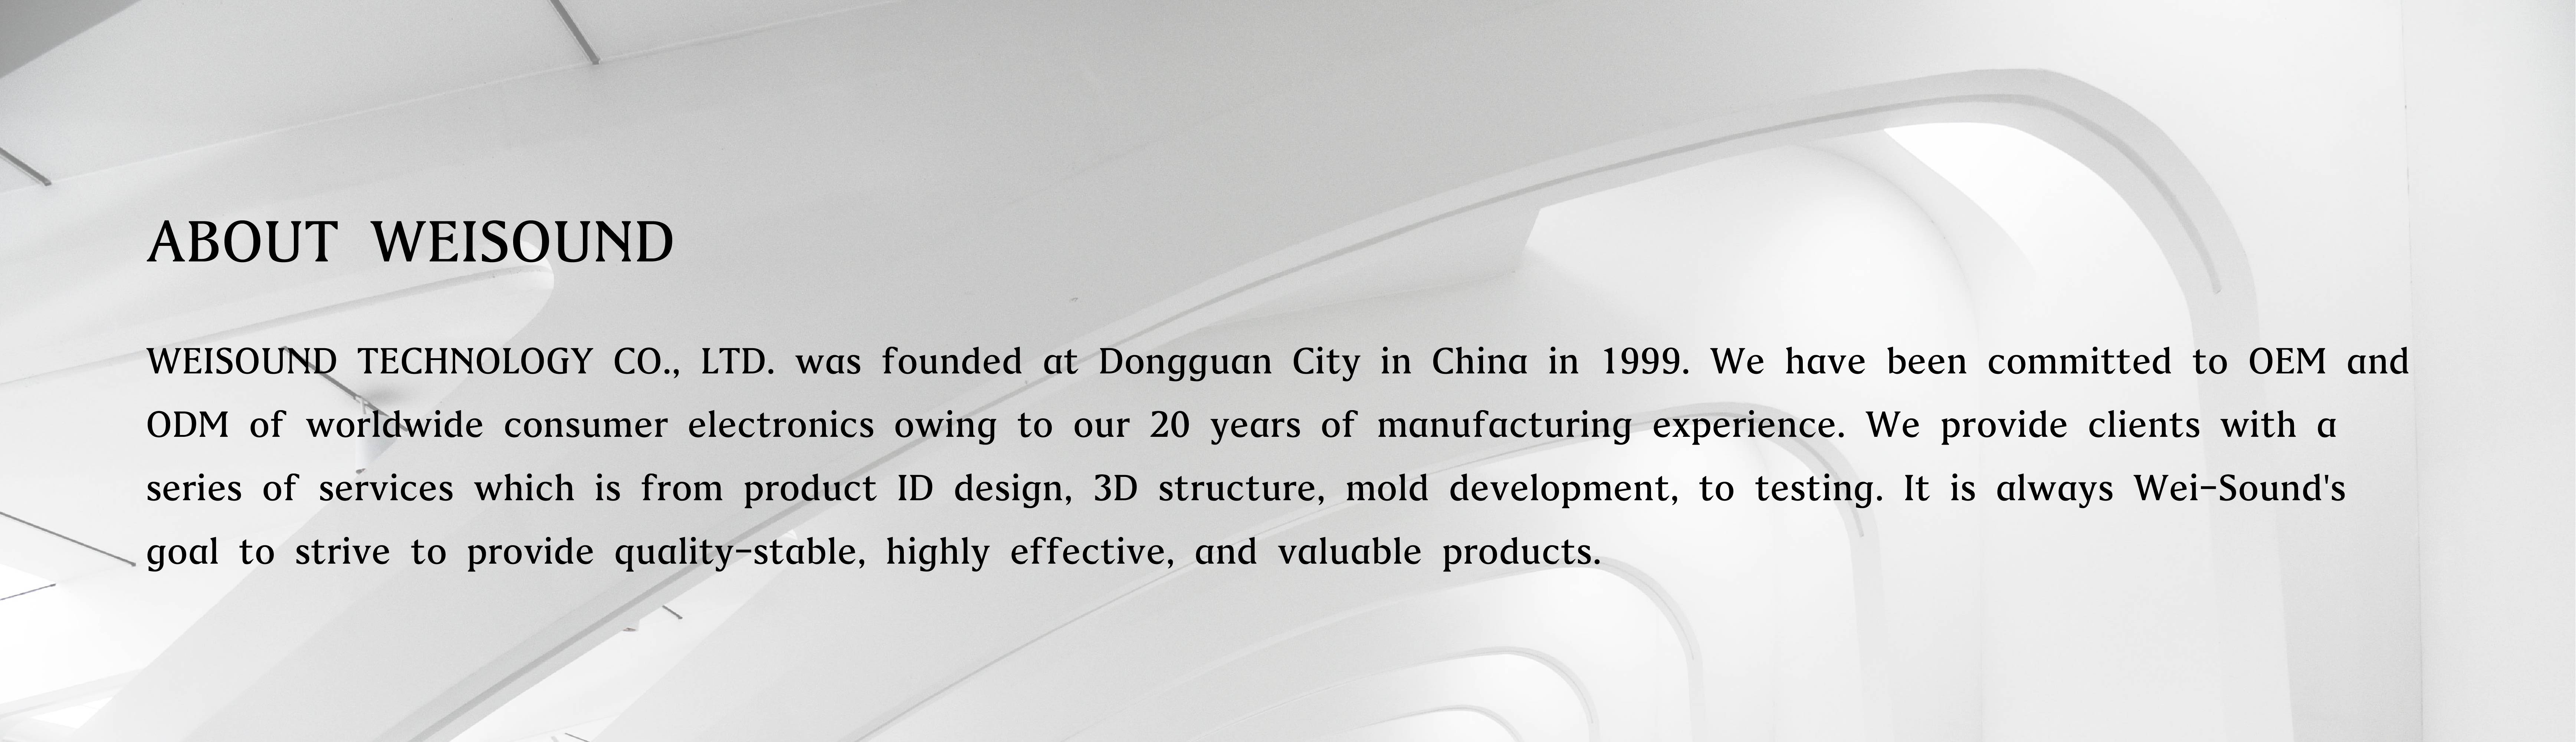 ABOUT WEISOUND
WEISOUND TECHNOLOGY CO., LTD. was founded at Dongguan City in China in 1999. We have been committed to OEM and
ODM of worldwide consumer electronics owing to our 20 years of manufacturing experience. We provide clients with a
series of services which is from product ID design, 3D structure, mold development, to testing. It is always Wei-Sound's
goal to strive to provide quality-stable, highly effective, and valuable products.